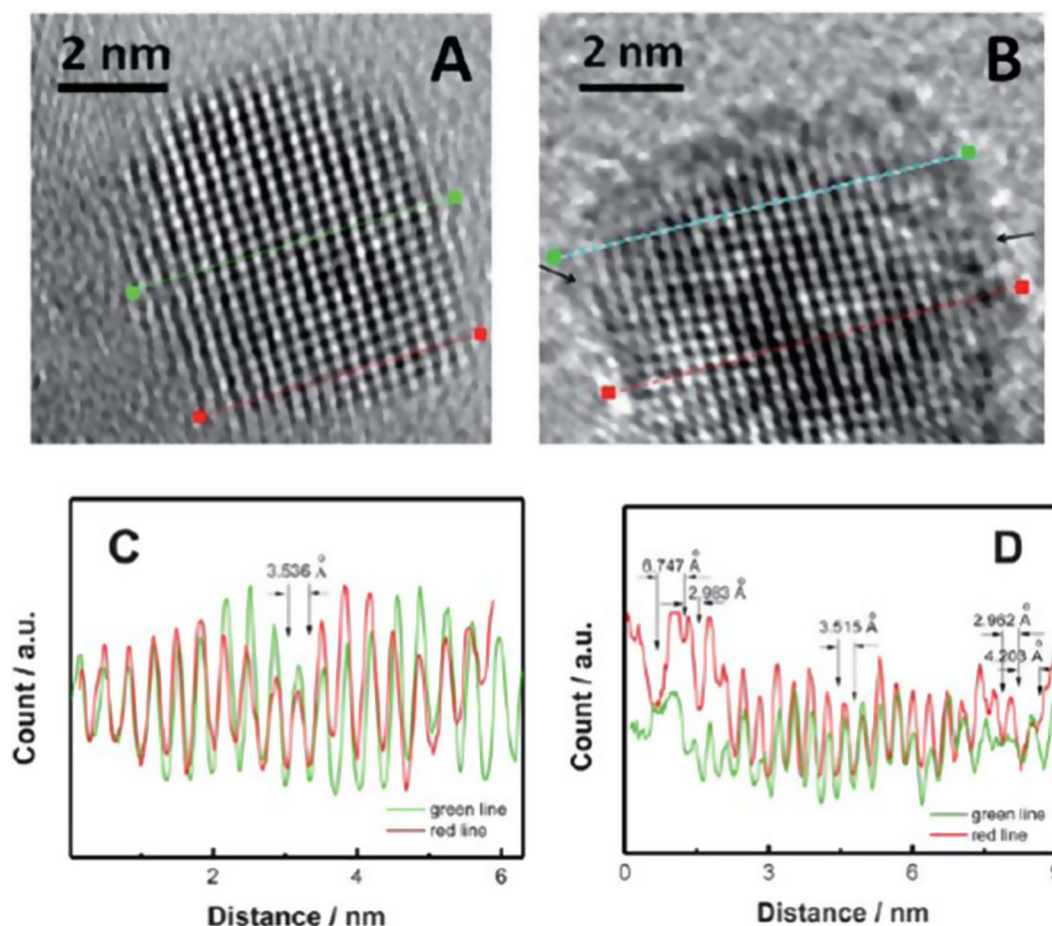 2 nm
A
2 nm
B
C
3.536 Å
Count / a.u.
green line
red line
2
4
6
Distance / nm
D
6.747 Å
2.983 Å
3.515 Å
2.962 Å
4.203 Å
Count / a.u.
green line
red line
0
3
6
9
Distance / nm